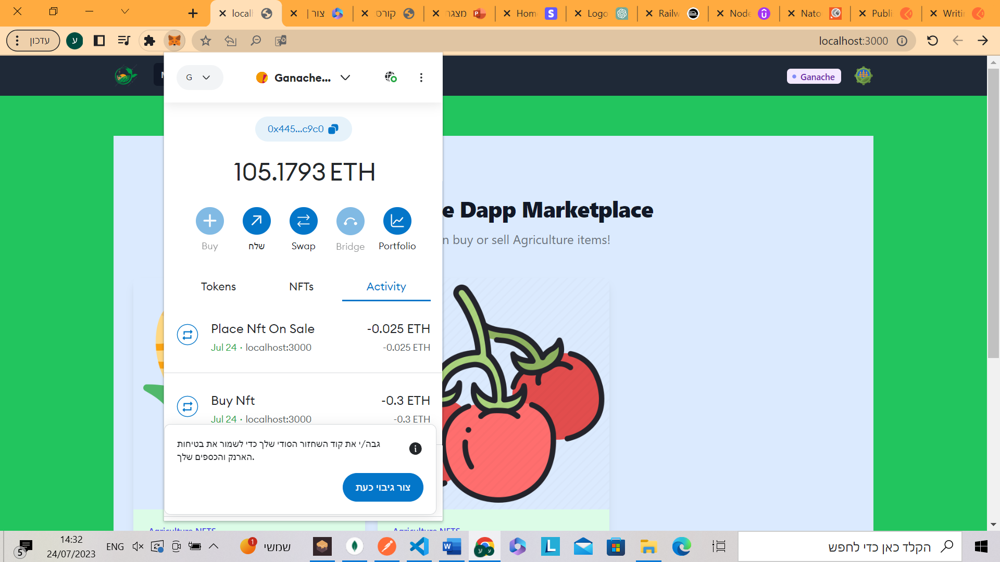 local
צור |
קורס
מצגת
Home
Logo
Railw
Node
Nato
Publi
Writin
עדכון
ע
localhost:3000
G
Ganache...
M
Ganache
0x445...c9c0
105.1793 ETH
Buy
שלח
Swap
Bridge
Portfolio
e Dapp Marketplace
n buy or sell Agriculture items!
Tokens
NFTs
Activity
Place Nft On Sale
-0.025 ETH
Jul 24 · localhost:3000
-0.025 ETH
Buy Nft
-0.3 ETH
Jul 24 · localhost:3000
-0.3 ETH
גבה/י את קוד השחזור הסודי שלך כדי לשמור את בטיחות
הארנק והכספים שלך.
צור גיבוי כעת
Agriculture NFTS
Agriculture NFTS
5
14:32
24/07/2023
ENG
1
שמשי
הקלד כאן כדי לחפש